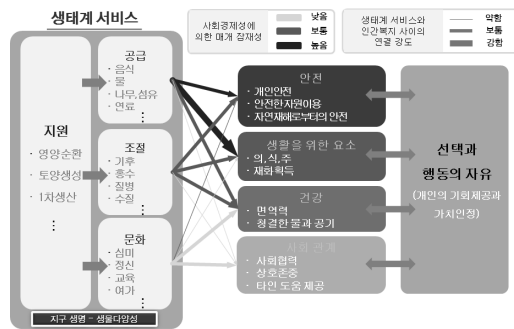 생태계 서비스
사회경제성에
의한 매개 잠재성
낮음
보통
높음
생태계 서비스와
인간복지 사이의
연결 강도
약함
보통
강함
지원
· 영양순환
· 토양생성
· 1차생산
⋮
공급
· 음식
· 물
· 나무,섬유
· 연료
⋮
조절
· 기후
· 홍수
· 질병
· 수질
⋮
문화
· 심미
· 정신
· 교육
· 여가
⋮
지구 생명 – 생물다양성
안전
· 개인안전
· 안전한 자원이용
· 자연재해로부터의 안전
생활을 위한 요소
· 의,식,주
· 재화획득
건강
· 면역력
· 청결한 물과 공기
사회 관계
· 사회협력
· 상호존중
· 타인 도움 제공
선택과
행동의 자유
(개인의 기회제공과
가치인정)